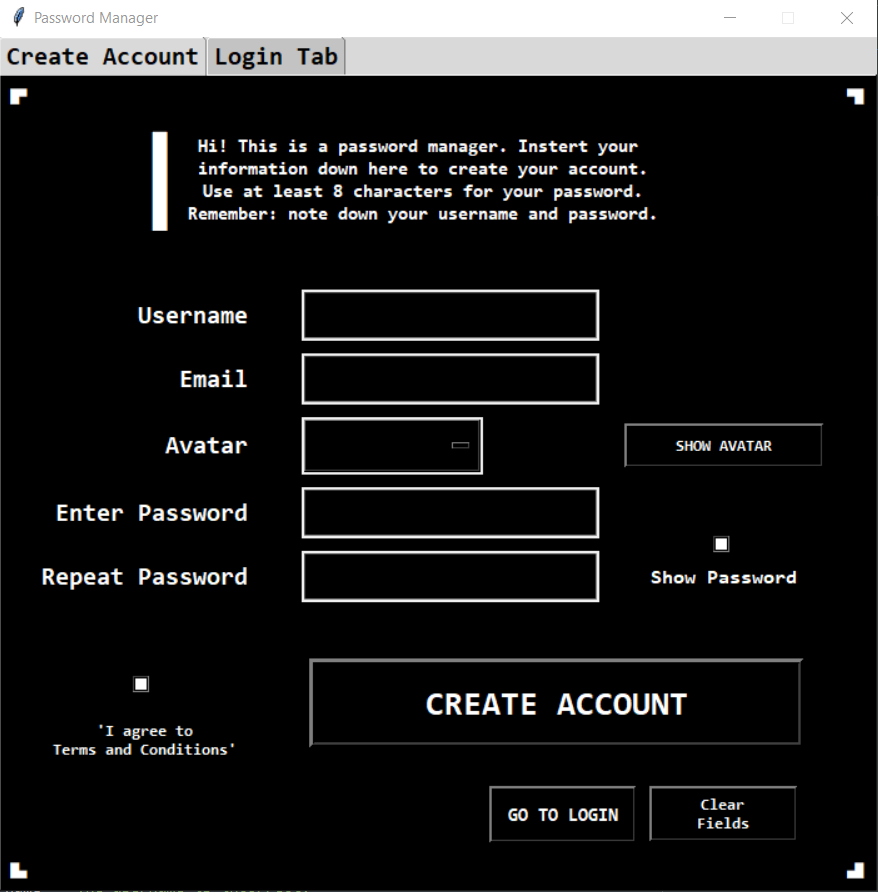 Password Manager
Create Account
Login Tab
Hi! This is a password manager. Instert your
information down here to create your account.
Use at least 8 characters for your password.
Remember: note down your username and password.
Username
Email
Avatar
SHOW AVATAR
Enter Password
Repeat Password
Show Password
CREATE ACCOUNT
'I agree to
Terms and Conditions'
GO TO LOGIN
Clear
Fields